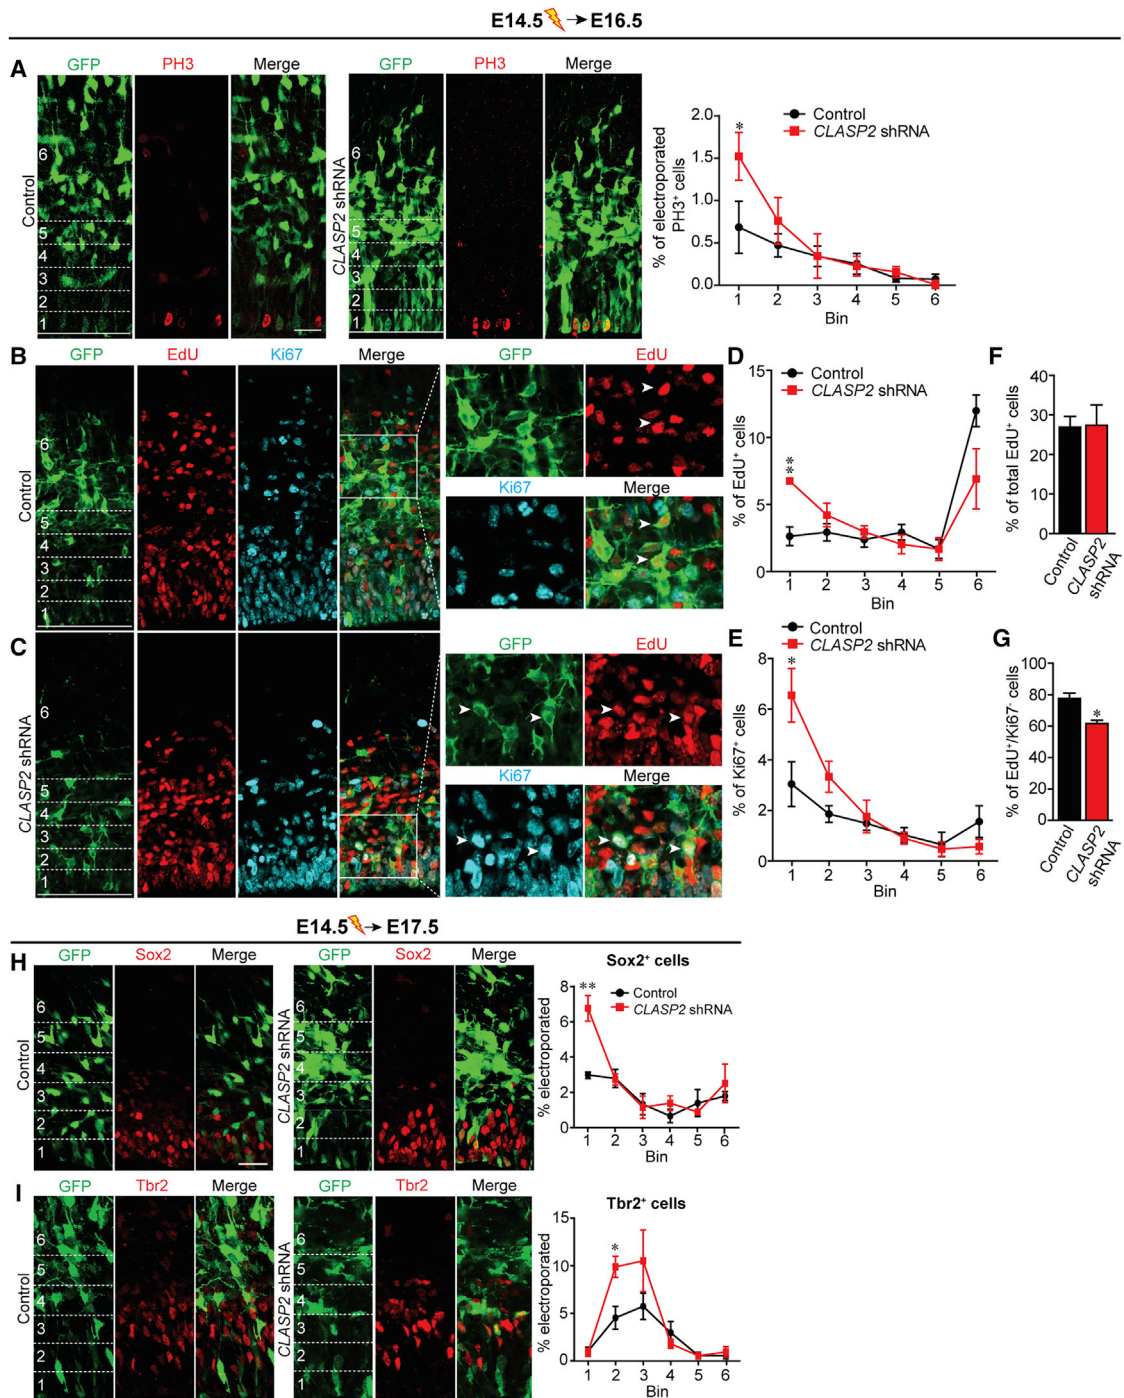 E14.5 → E16.5
A
GFP PH3 Merge GFP PH3 Merge
Control
6
5
4
3
2
1
CLASP2 shRNA
6
5
4
3
2
1
Control
CLASP2 shRNA
% of electroporated
PH3⁺ cells
2.0
1.5
1.0
0.5
0.0
*
1 2 3 4 5 6
Bin
B
GFP EdU Ki67 Merge GFP EdU
Control
6
5
4
3
2
1
Ki67 Merge
C
CLASP2 shRNA
6
5
4
3
2
1
GFP EdU
Ki67 Merge
D
Control
CLASP2 shRNA
% of EdU⁺ cells
15
10
5
0
**
1 2 3 4 5 6
Bin
E
Control
CLASP2 shRNA
% of Ki67⁺ cells
8
6
4
2
0
*
1 2 3 4 5 6
Bin
F
% of total EdU⁺ cells
40
30
20
10
0
Control
CLASP2
shRNA
G
% of EdU⁺/Ki67⁻ cells
100
80
60
40
20
0
*
Control
CLASP2
shRNA
E14.5 → E17.5
H
GFP Sox2 Merge GFP Sox2 Merge
Control
6
5
4
3
2
1
CLASP2 shRNA
6
5
4
3
2
1
Sox2⁺ cells
Control
CLASP2 shRNA
% electroporated
8
6
4
2
0
**
1 2 3 4 5 6
Bin
I
GFP Tbr2 Merge GFP Tbr2 Merge
Control
6
5
4
3
2
1
CLASP2 shRNA
6
5
4
3
2
1
Tbr2⁺ cells
% electroporated
15
10
5
0
*
1 2 3 4 5 6
Bin